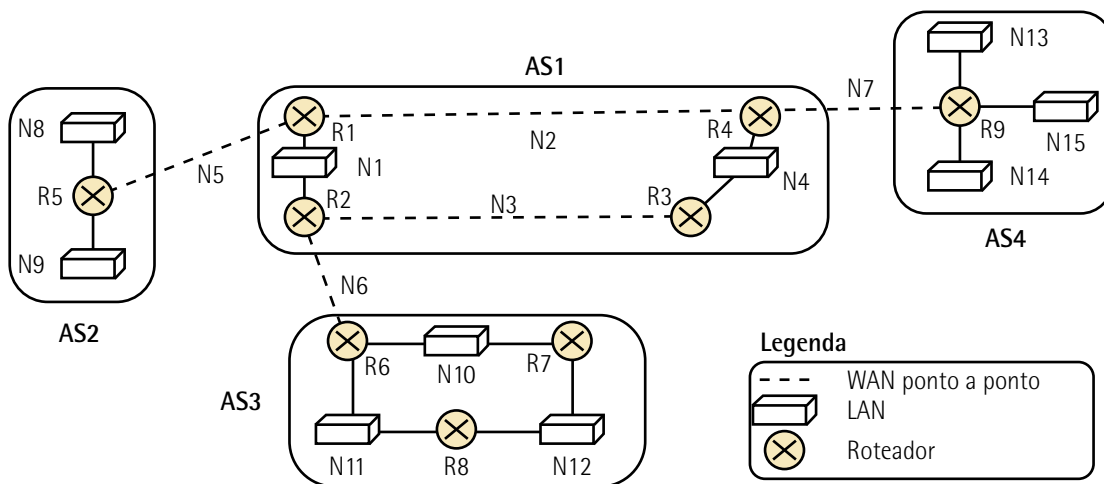 AS1
AS2
AS3
AS4
N8
R5
N9
N5
R1
N1
R2
N2
N3
R4
R3
N4
N7
N13
R9
N15
N14
N6
R6
N10
R7
N11
R8
N12
Legenda
WAN ponto a ponto
LAN
Roteador